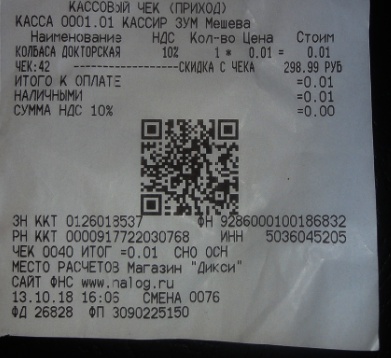 КАССОВЫЙ ЧЕК (ПРИХОД)
КАССА 0001.01 КАССИР ЗУМ Мешева
Наименование НДС Кол-во Цена Стоим
КОЛБАСА ДОКТОРСКАЯ 10% 1 * 0.01 = 0.01
ЧЕК:42 -------------------СКИДКА С ЧЕКА 298.99 РУБ
ИТОГО К ОПЛАТЕ =0.01
НАЛИЧНЫМИ =0.01
СУММА НДС 10% =0.00
ЗН ККТ 0126013537 ФН 9286000100186832
РН ККТ 0000917722030768 ИНН 5036045205
ЧЕК 0040 ИТОГ =0.01 СНО ОСН
МЕСТО РАСЧЕТОВ Магазин "Дикси"
САЙТ ФНС www.nalog.ru
13.10.18 16:06 СМЕНА 0076
ФД 26828 ФП 3090225150